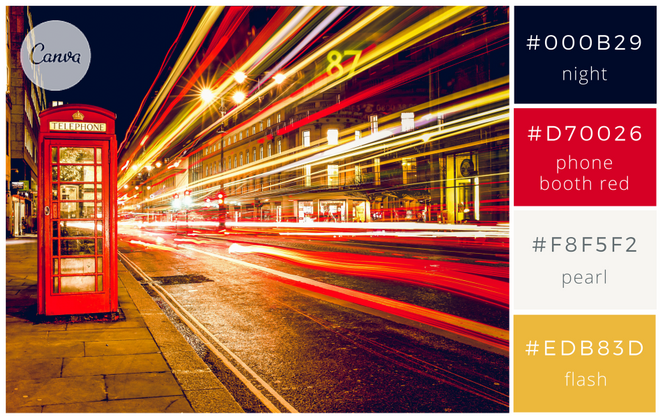 Canva
TELEPHONE
87
#000B29
night
#D70026
phone
booth red
#F8F5F2
pearl
#EDB83D
flash